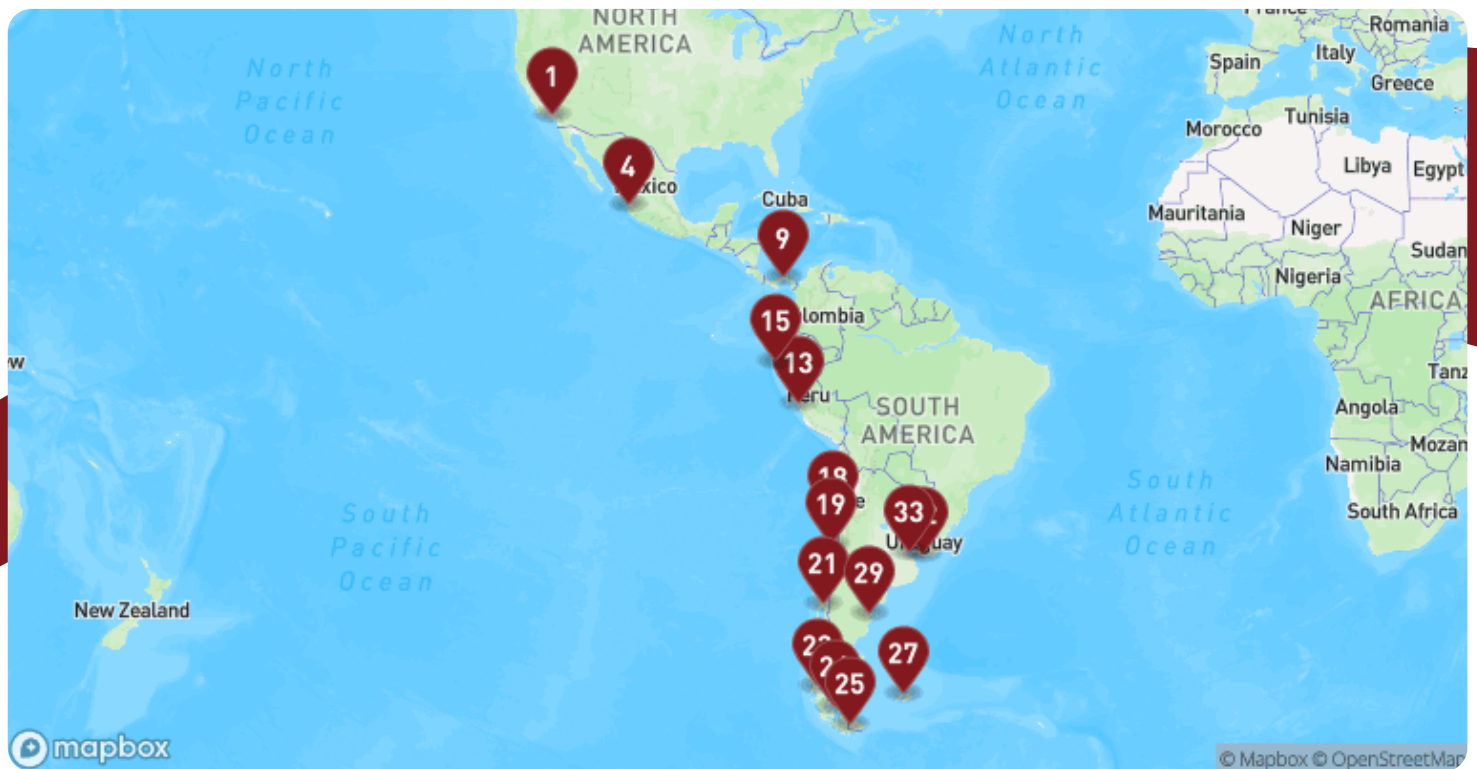 NORTH
AMERICA
North
Pacific
Ocean
North
Atlantic
Ocean
Romania
Spain
Italy
Greece
Tunisia
Morocco
Libya
Egypt
Mauritania
Niger
Sudan
Nigeria
AFRICA
Cuba
1
4
9
15
13
SOUTH
AMERICA
Angola
Namibia
South Africa
South
Pacific
Ocean
South
Atlantic
Ocean
18
19
33
21
29
27
25
New Zealand
mapbox
© Mapbox © OpenStreetMap